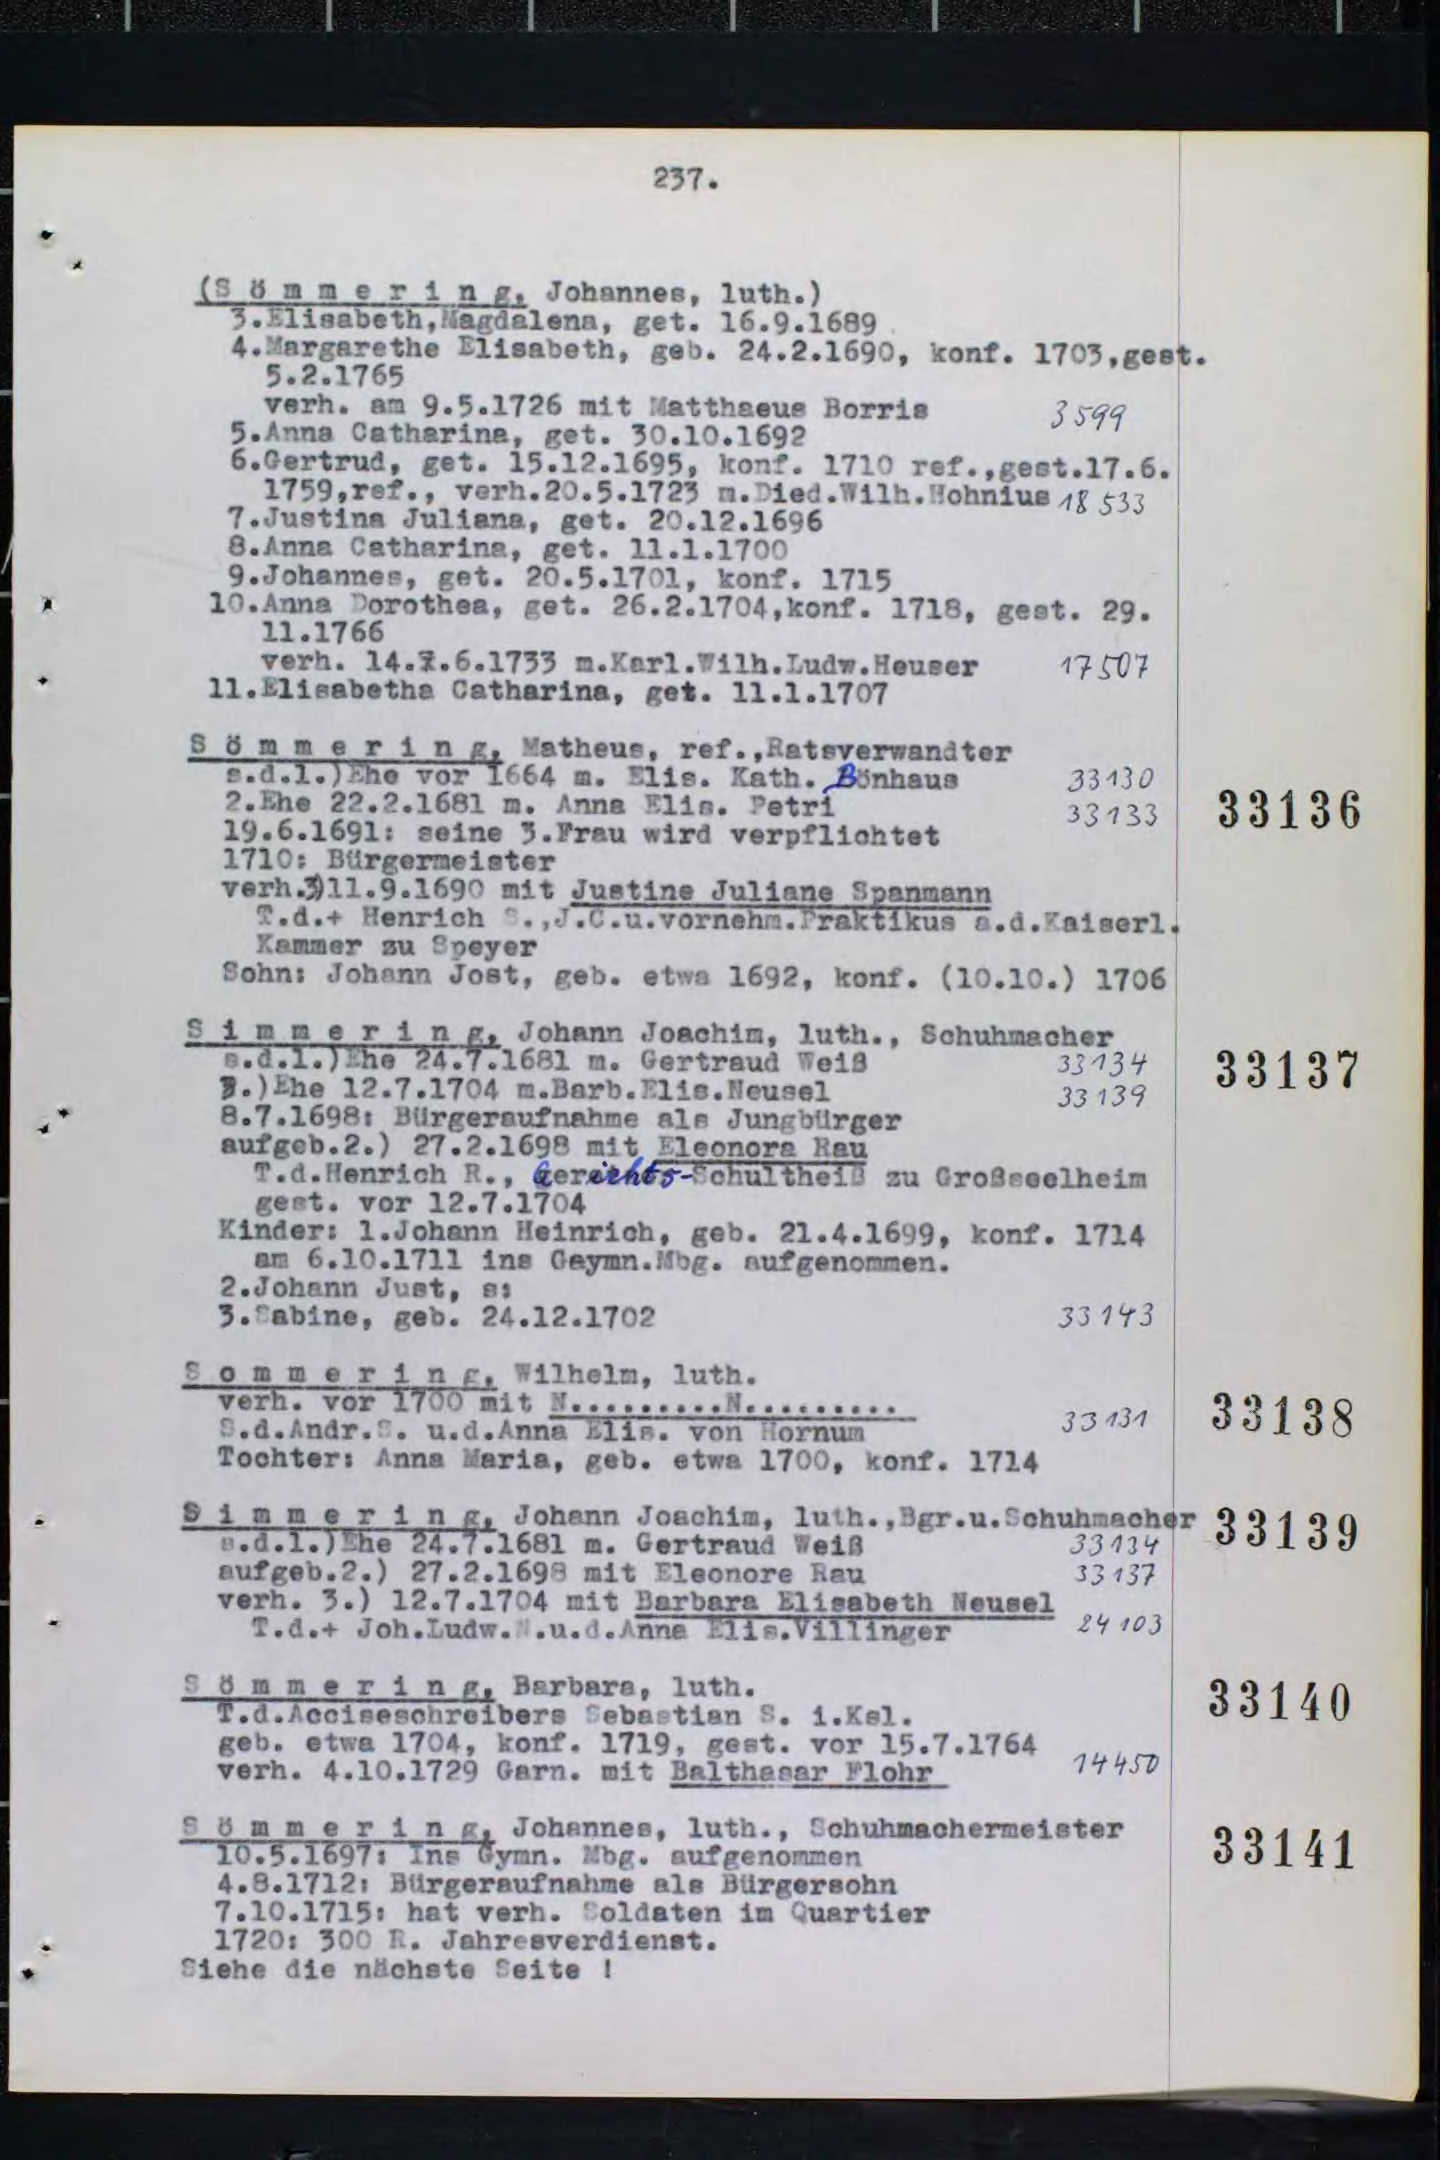 237.
(S ö m m e r i n g, Johannes, luth.)
3.Elisabeth,Magdalena, get. 16.9.1689
4.Margarethe Elisabeth, geb. 24.2.1690, konf. 1703,gest.
5.2.1765
verh. am 9.5.1726 mit Matthaeus Borris 3599
5.Anna Catharina, get. 30.10.1692
6.Gertrud, get. 15.12.1695, konf. 1710 ref.,gest.17.6.
1759,ref., verh.20.5.1723 m.Died.Wilh.Hohnius 18 533
7.Justina Juliana, get. 20.12.1696
8.Anna Catharina, get. 11.1.1700
9.Johannes, get. 20.5.1701, konf. 1715
10.Anna Dorothea, get. 26.2.1704,konf. 1718, gest. 29.
11.1766
verh. 14.7.6.1733 m.Karl.Wilh.Ludw.Heuser 17507
11.Elisabetha Catharina, get. 11.1.1707
S ö m m e r i n g, Matheus, ref.,Ratsverwandter
s.d.1.)Ehe vor 1664 m. Elis. Kath. Bönhaus 33130
2.Ehe 22.2.1681 m. Anna Elis. Petri 33133 33136
19.6.1691: seine 3.Frau wird verpflichtet
1710: Bürgermeister
verh.3)11.9.1690 mit Justine Juliane Spanmann
T.d.+ Henrich S.,J.C.u.vornehm.Praktikus a.d.Kaiserl.
Kammer zu Speyer
Sohn: Johann Jost, geb. etwa 1692, konf. (10.10.) 1706
S i m m e r i n g, Johann Joachim, luth., Schuhmacher
s.d.1.)Ehe 24.7.1681 m. Gertraud Weiß 33134 33137
3.)Ehe 12.7.1704 m.Barb.Elis.Neusel 33139
8.7.1698: Bürgeraufnahme als Jungbürger
aufgeb.2.) 27.2.1698 mit Eleonora Rau
T.d.Henrich R., Gerichts-Schultheiß zu Großseelheim
gest. vor 12.7.1704
Kinder: 1.Johann Heinrich, geb. 21.4.1699, konf. 1714
am 6.10.1711 ins Gaymn.Mbg. aufgenommen.
2.Johann Just, s:
3.Sabine, geb. 24.12.1702 33143
S o m m e r i n g, Wilhelm, luth.
verh. vor 1700 mit N..........N.......... 33131 33138
S.d.Andr.S. u.d.Anna Elis. von Hornum
Tochter: Anna Maria, geb. etwa 1700, konf. 1714
S i m m e r i n g, Johann Joachim, luth.,Bgr.u.Schuhmacher 33139
s.d.1.)Ehe 24.7.1681 m. Gertraud Weiß 33134
aufgeb.2.) 27.2.1698 mit Eleonore Rau 33137
verh. 3.) 12.7.1704 mit Barbara Elisabeth Neusel
T.d.+ Joh.Ludw.N.u.d.Anna Elis.Villinger 24103
S ö m m e r i n g, Barbara, luth. 33140
T.d.Acciseschreibers Sebastian S. i.Ksl.
geb. etwa 1704, konf. 1719, gest. vor 15.7.1764
verh. 4.10.1729 Garn. mit Balthasar Flohr 14450
S ö m m e r i n g, Johannes, luth., Schuhmachermeister 33141
10.5.1697: Ins Gymn. Mbg. aufgenommen
4.8.1712: Bürgeraufnahme als Bürgersohn
7.10.1715: hat verh. Soldaten im Quartier
1720: 300 R. Jahresverdienst.
Siehe die nächste Seite !